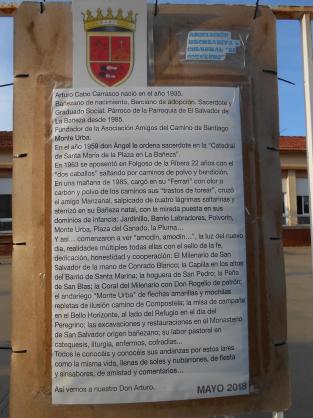 ASOCIACIÓN
RECREATIVA Y
CULTURAL "EL
Arturo Cabo Carrasco nació en el año 1935.
Bañezano de nacimiento, Berciano de adopción. Sacerdote y
Graduado Social. Párroco de la Parroquia de El Salvador de
La Bañeza desde 1985.
Fundador de la Asociación Amigos del Camino de Santiago
Monte Urba.
En el año 1959 don Ángel le ordena sacerdote en la "Catedral
de Santa María de la Plaza en La Bañeza".
En 1963 se aposentó en Folgoso de la Ribera 22 años con el
"dos caballos" saltando por caminos de polvo y bendición.
En una mañana de 1985, cargó en su "Ferrari" con olor a
carbón y polvo de los caminos sus "trastos de torear", cruzó
el amigo Manzanal, salpicado de cuatro lágrimas saltarinas y
aterrizó en su Bañeza natal, con la mirada puesta en sus
dominios de infancia: Jardinillo, Barrio Labradores, Polvorín,
Monte Urba, Plaza del Ganado, la Pluma...
Y así... comenzaron a ver "amodín, amodín...", la luz del nuevo
día, realidades múltiples todas ellas con el sello de la fe,
dedicación, honestidad y cooperación: El Milenario de San
Salvador de la mano de Conrado Blanco; la Capilla en los altos
del Barrio de Santa Marina; la hoguera de San Pedro; la Peña
de San Blas; la Coral del Milenario con Don Rogelio de patrón;
el andariego "Monte Urba" de flechas amarillas y mochilas
repletas de ilusión camino de Compostela; la misa de campaña
en el Bello Horizonte, al lado del Refugio en el día del
Peregrino; las excavaciones y restauraciones en el Monasterio
de San Salvador origen bañezano; su labor pastoral en
catequesis, liturgia, enfermos, cofradías...
Todos le conocéis y conocéis sus andanzas por estos lares
como la misma vida, llenas de soles y nubarrones, de fiesta
y sinsabores, de amistad y comentarios...
Así vemos a nuestro Don Arturo.
MAYO 2018